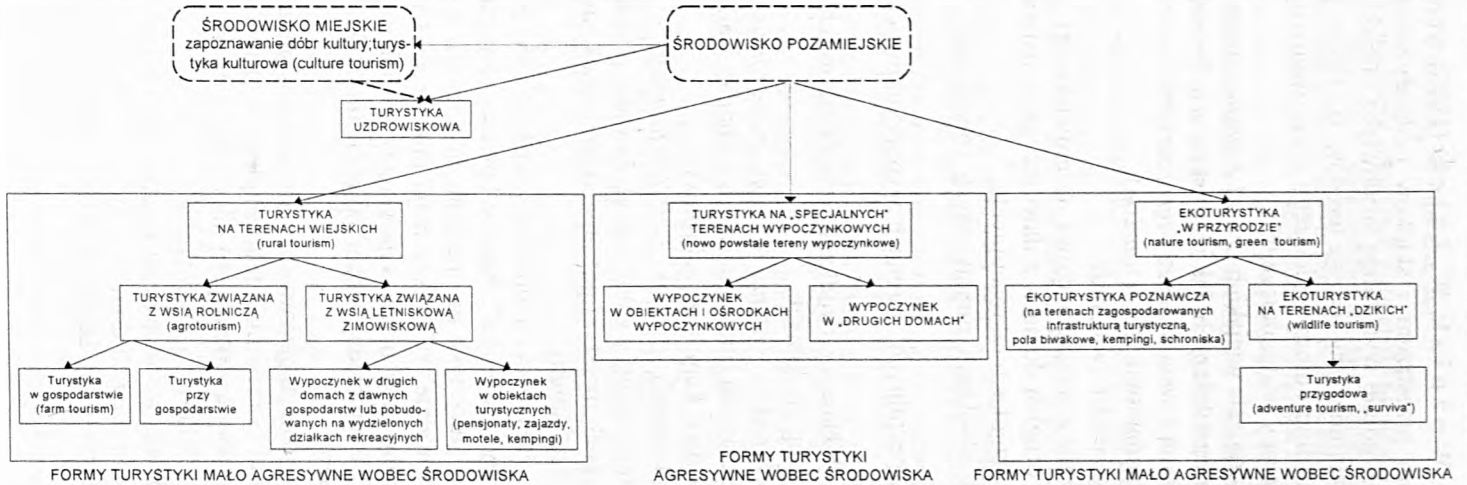 ŚRODOWISKO MIEJSKIE
zapoznawanie dóbr kultury;turys-
tyka kulturowa (culture tourism)
ŚRODOWISKO POZAMIEJSKIE
TURYSTYKA
UZDROWISKOWA
TURYSTYKA
NA TERENACH WIEJSKICH
(rural tourism)
TURYSTYKA ZWIĄZANA
Z WSIĄ ROLNICZĄ
(agrotourism)
TURYSTYKA ZWIĄZANA
Z WSIĄ LETNISKOWĄ
ZIMOWISKOWĄ
Turystyka
w gospodarstwie
(farm tourism)
Turystyka
przy
gospodarstwie
Wypoczynek w drugich
domach z dawnych
gospodarstw lub pobudo-
wanych na wydzielonych
działkach rekreacyjnych
Wypoczynek
w obiektach
turystycznych
(pensjonaty, zajazdy,
motele, kempingi)
FORMY TURYSTYKI MAŁO AGRESYWNE WOBEC ŚRODOWISKA
TURYSTYKA NA „SPECJALNYCH"
TERENACH WYPOCZYNKOWYCH
(nowo powstałe tereny wypoczynkowe)
WYPOCZYNEK
W OBIEKTACH I OŚRODKACH
WYPOCZYNKOWYCH
WYPOCZYNEK
W „DRUGICH DOMACH"
FORMY TURYSTYKI
AGRESYWNE WOBEC ŚRODOWISKA
EKOTURYSTYKA
„W PRZYRODZIE"
(nature tourism, green tourism)
EKOTURYSTYKA POZNAWCZA
(na terenach zagospodarowanych
infrastrukturą turystyczną,
pola biwakowe, kempingi, schroniska)
EKOTURYSTYKA
NA TERENACH „DZIKICH"
(wildlife tourism)
Turystyka
przygodowa
(adventure tourism, „surviva")
FORMY TURYSTYKI MAŁO AGRESYWNE WOBEC ŚRODOWISKA